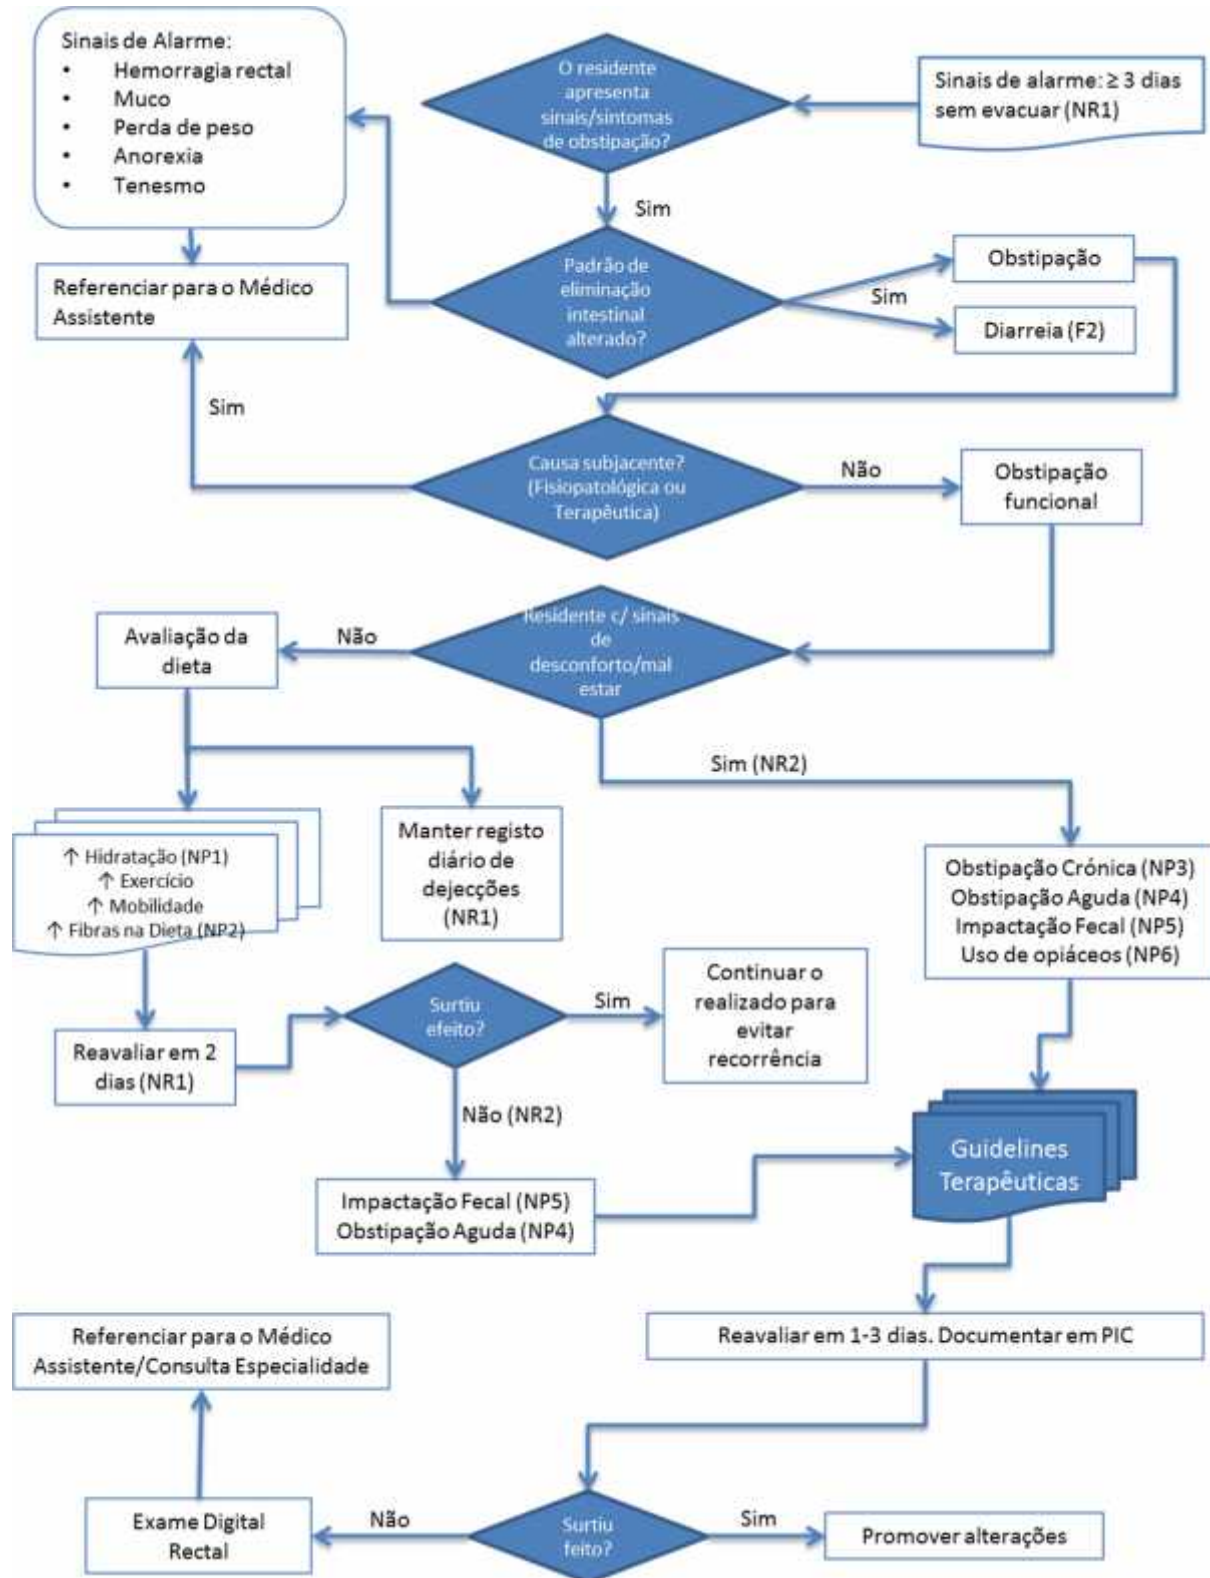 Sinais de Alarme:
• Hemorragia rectal
• Muco
• Perda de peso
• Anorexia
• Tenesmo
O residente
apresenta
sinais/sintomas
de obstipação?
Sinais de alarme: ≥ 3 dias
sem evacuar (NR1)
Sim
Referenciar para o Médico
Assistente
Padrão de
eliminação
intestinal
alterado?
Sim
Obstipação
Diarreia (F2)
Sim
Causa subjacente?
(Fisiopatológica ou
Terapêutica)
Não
Obstipação
funcional
Residente c/ sinais
de
desconforto/mal
estar
Não
Avaliação da
dieta
Sim (NR2)
↑ Hidratação (NP1)
↑ Exercício
↑ Mobilidade
↑ Fibras na Dieta (NP2)
Manter registo
diário de
dejecções
(NR1)
Obstipação Crónica (NP3)
Obstipação Aguda (NP4)
Impactação Fecal (NP5)
Uso de opiáceos (NP6)
Reavaliar em 2
dias (NR1)
Surtiu
efeito?
Sim
Continuar o
realizado para
evitar
recorrência
Não (NR2)
Impactação Fecal (NP5)
Obstipação Aguda (NP4)
Guidelines
Terapêuticas
Reavaliar em 1-3 dias. Documentar em PIC
Referenciar para o Médico
Assistente/Consulta Especialidade
Exame Digital
Rectal
Não
Surtiu
feito?
Sim
Promover alterações